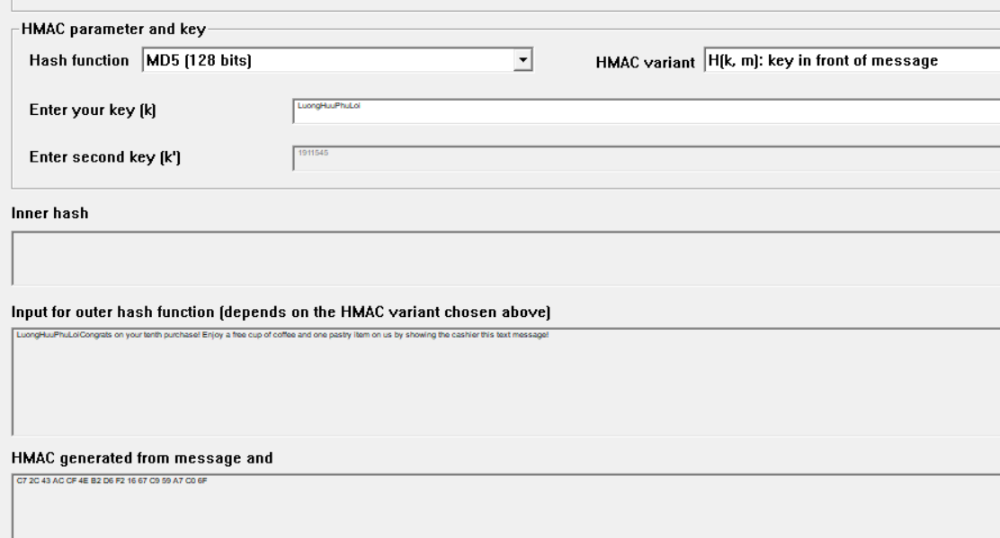 HMAC parameter and key
Hash function MD5 (128 bits) HMAC variant H(k, m): key in front of message
Enter your key (k) LuongHuuPhuLoi
Enter second key (k') 1911545
Inner hash
Input for outer hash function (depends on the HMAC variant chosen above)
LuongHuuPhuLoiCongrats on your tenth purchase! Enjoy a free cup of coffee and one pastry item on us by showing the cashier this text message!
HMAC generated from message and
C7 2C 43 AC CF 4E B2 D6 F2 16 67 C9 59 A7 C0 6F